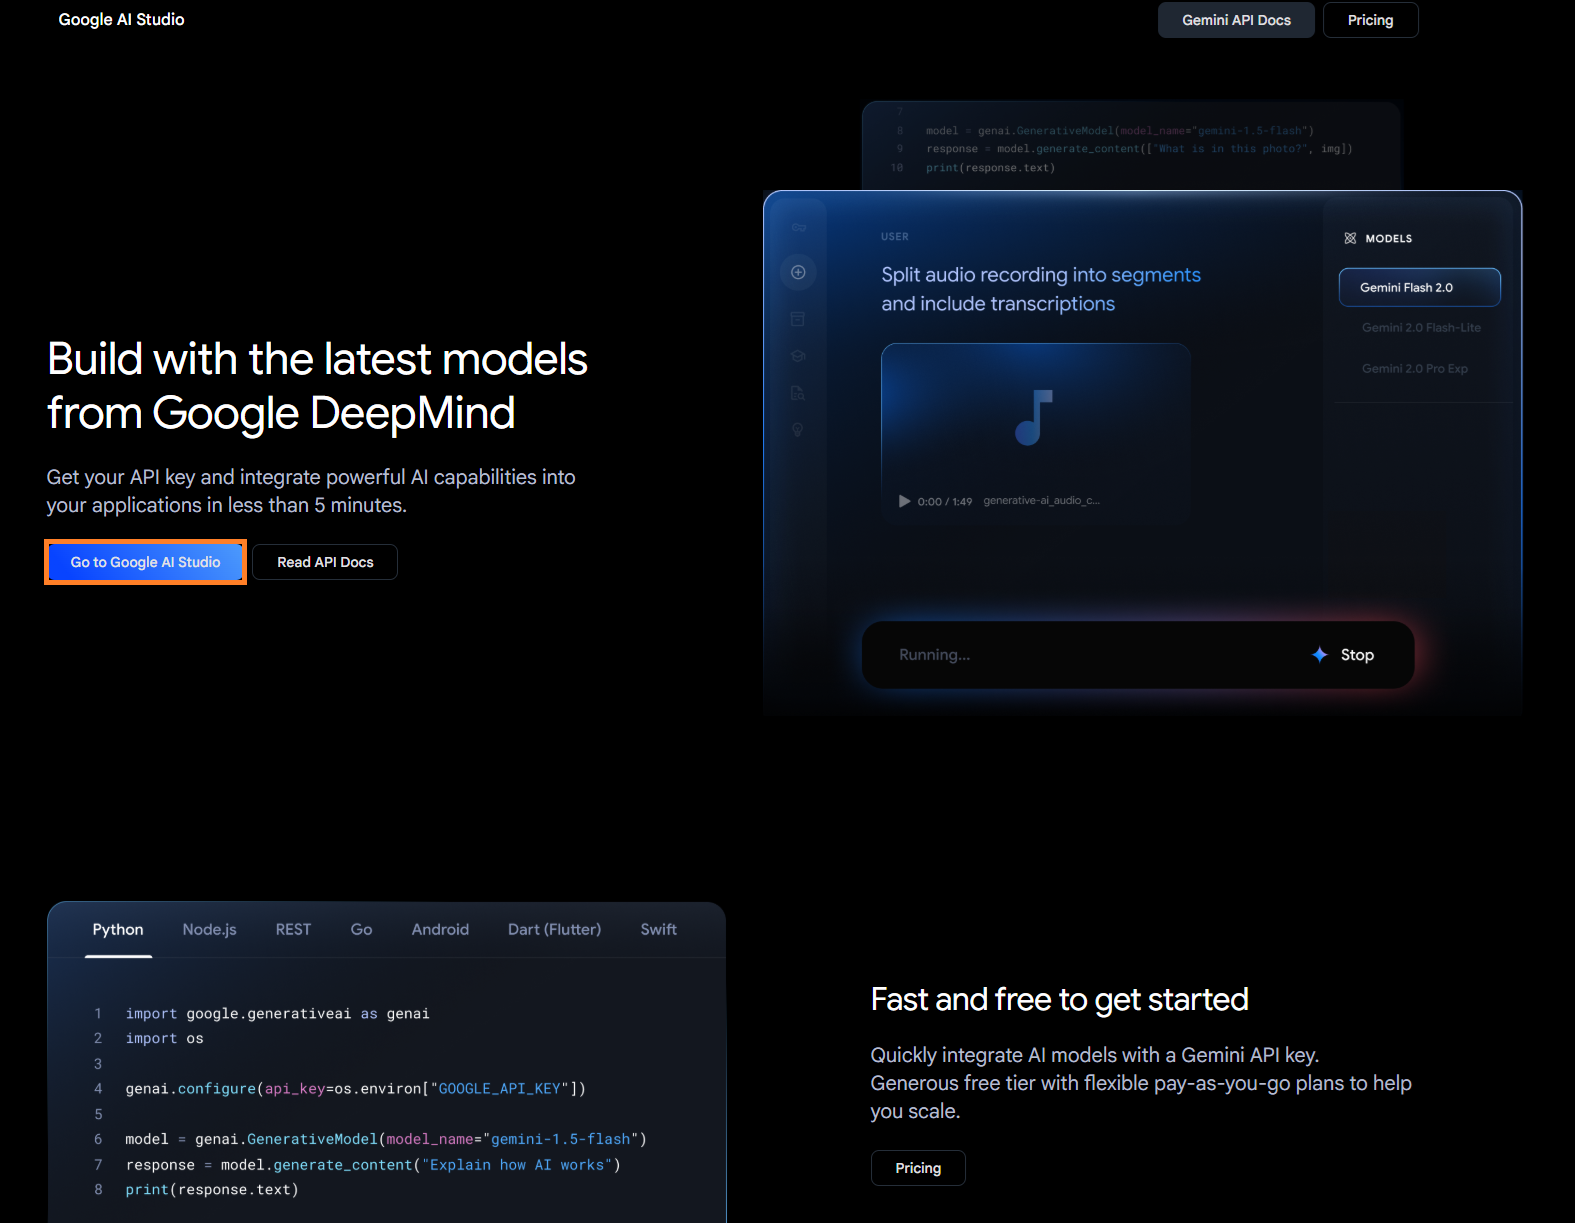 Google AI Studio
Gemini API Docs
Pricing
7
8 model = genai.GenerativeModel(model_name="gemini-1.5-flash")
9 response = model.generate_content(["What is in this photo?", img])
10 print(response.text)
USER
Split audio recording into segments
and include transcriptions
0:00 / 1:49 generative-ai_audio_c...
MODELS
Gemini Flash 2.0
Gemini 2.0 Flash-Lite
Gemini 2.0 Pro Exp
Running...
Stop
Build with the latest models
from Google DeepMind
Get your API key and integrate powerful AI capabilities into
your applications in less than 5 minutes.
Go to Google AI Studio
Read API Docs
Python Node.js REST Go Android Dart (Flutter) Swift
1 import google.generativeai as genai
2 import os
3
4 genai.configure(api_key=os.environ["GOOGLE_API_KEY"])
5
6 model = genai.GenerativeModel(model_name="gemini-1.5-flash")
7 response = model.generate_content("Explain how AI works")
8 print(response.text)
Fast and free to get started
Quickly integrate AI models with a Gemini API key.
Generous free tier with flexible pay-as-you-go plans to help
you scale.
Pricing